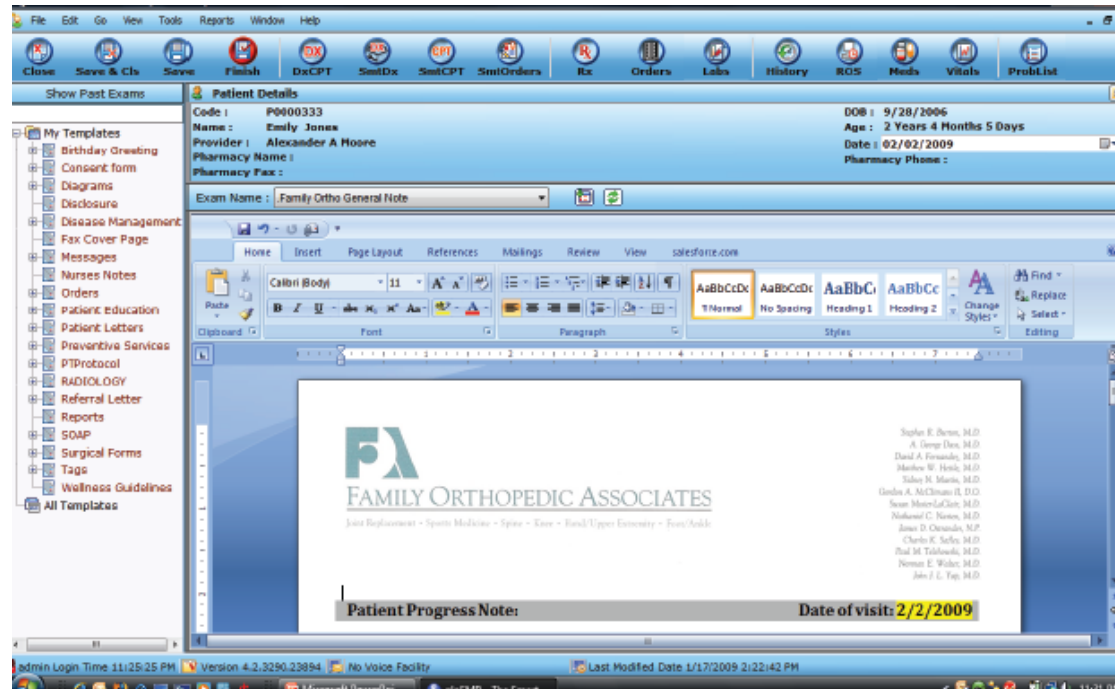 File Edit Go View Tools Reports Window Help
Close Save & Cls Save Finish DxCPT SmtDx SmtCPT SmtOrders Rx Orders Labs History ROS Meds Vitals ProbList
Show Past Exams
Patient Details
Code : P0000333 DOB : 9/28/2006
Name : Emily Jones Age : 2 Years 4 Months 5 Days
Provider : Alexander A Moore Date : 02/02/2009
Pharmacy Name : Pharmacy Phone :
Pharmacy Fax :
Exam Name : .Family Ortho General Note
My Templates
Birthday Greeting
Consent form
Diagrams
Disclosure
Disease Management
Fax Cover Page
Messages
Nurses Notes
Orders
Patient Education
Patient Letters
Preventive Services
PTProtocol
RADIOLOGY
Referral Letter
Reports
SOAP
Surgical Forms
Tags
Wellness Guidelines
All Templates
Home Insert Page Layout References Mailings Review View salesforce.com
Paste
Calibri (Body) 11
AaBbCcDc AaBbCcDc AaBbC AaBbCc
¶ Normal No Spacing Heading 1 Heading 2
Change Styles
Find
Replace
Select
Clipboard Font Paragraph Styles Editing
FA
FAMILY ORTHOPEDIC ASSOCIATES
Joint Replacement - Sports Medicine - Spine - Knee - Hand/Upper Extremity - Foot/Ankle
Patient Progress Note: Date of visit: 2/2/2009
admin Login Time 11:25:25 PM Version 4.2.3290.23894 No Voice Facility Last Modified Date 1/17/2009 2:22:42 PM